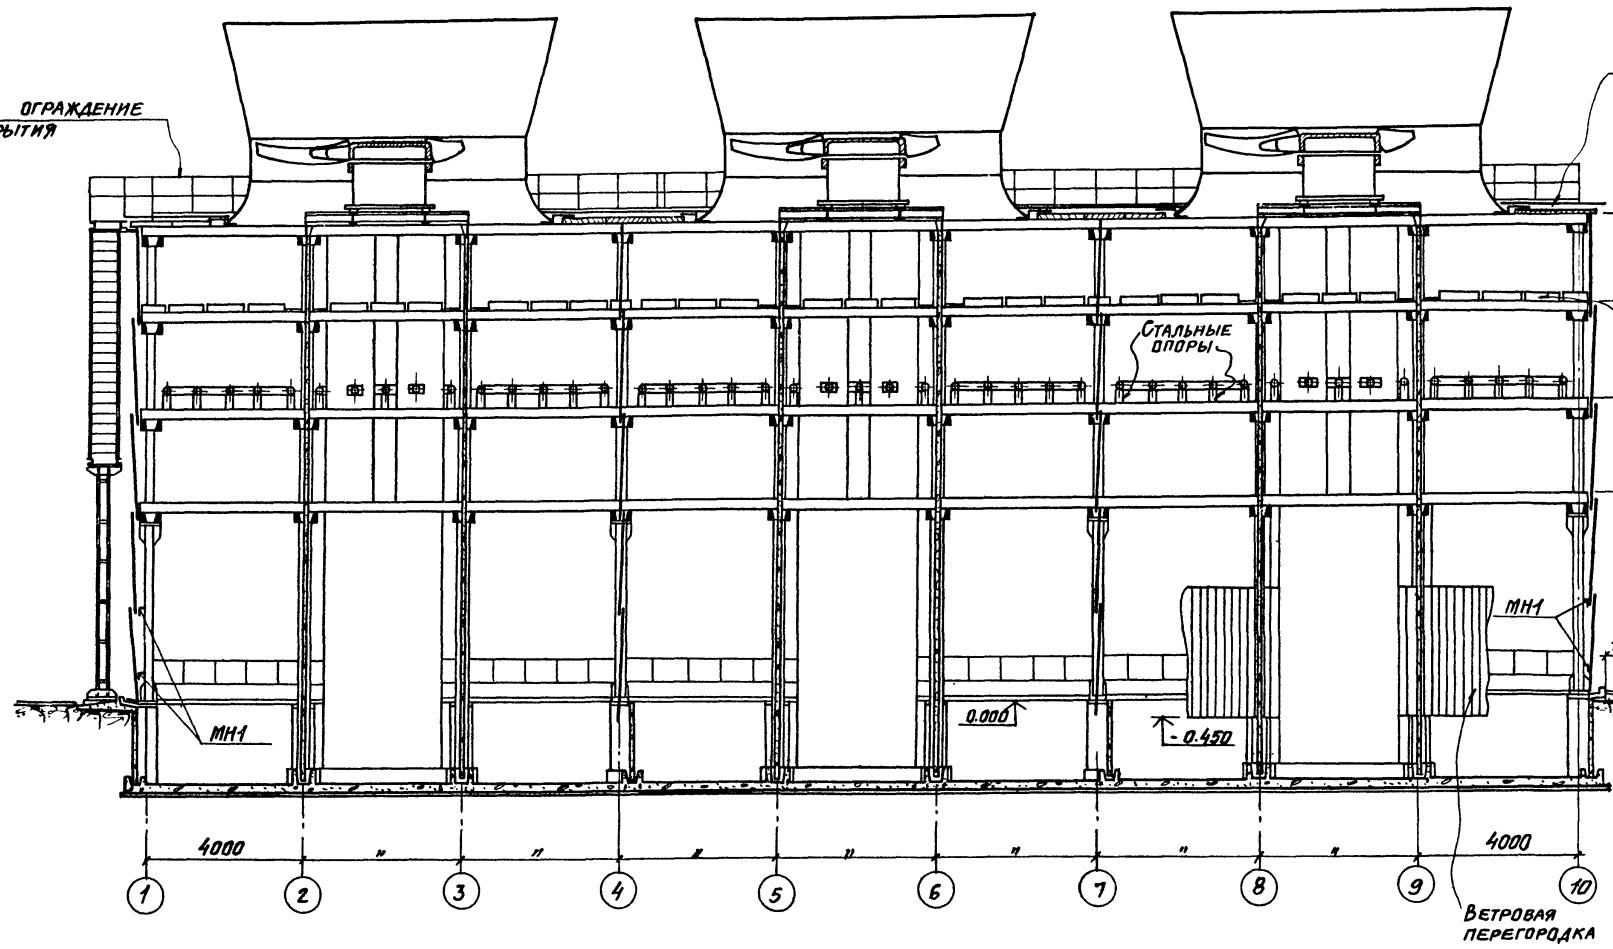 ОГРАЖДЕНИЕ
РЫТИЯ
СТАЛЬНЫЕ
ОПОРЫ
МН1
МН1
0.000
-0.450
4000 " " " " " " " 4000
1 2 3 4 5 6 7 8 9 10
ВЕТРОВАЯ
ПЕРЕГОРОДКА